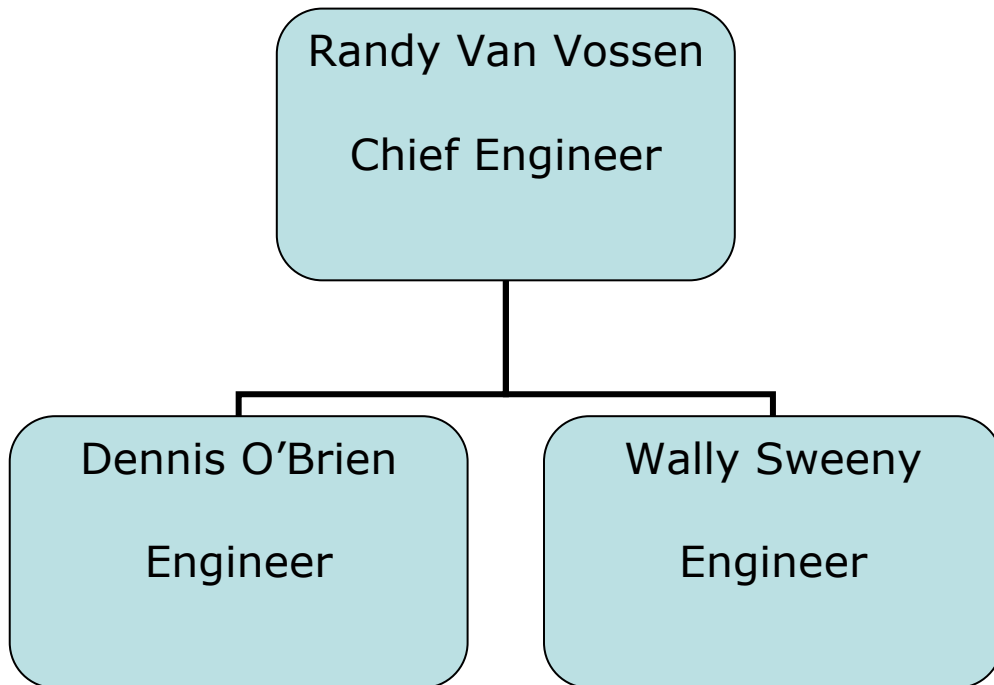 Randy Van Vossen
Chief Engineer
Dennis O’Brien
Engineer
Wally Sweeny
Engineer